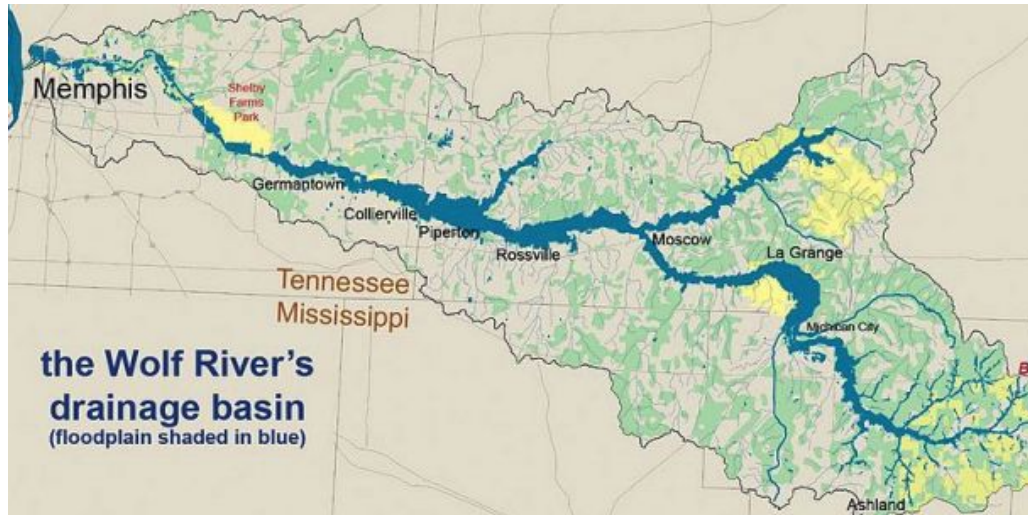 Memphis
Shelby
Farms
Park
Germantown
Collierville
Piperton
Rossville
Moscow
La Grange
Tennessee
Mississippi
Michigan City
the Wolf River's
drainage basin
(floodplain shaded in blue)
B
Ashland